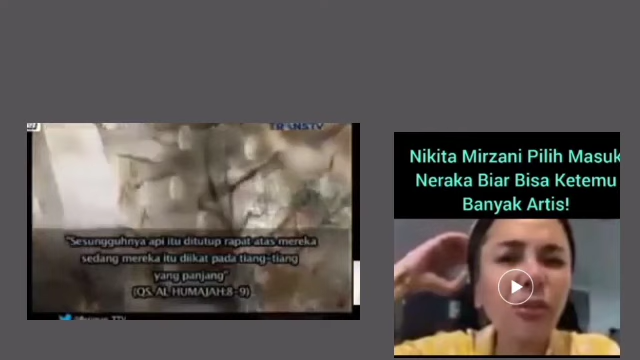 TRANSTV
"Sesungguhnya api itu ditutup rapat atas mereka
sedang mereka itu diikat pada tiang-tiang
yang panjang"
(QS. AL HUMAJAH:8-9)
Nikita Mirzani Pilih Masuk
Neraka Biar Bisa Ketemu
Banyak Artis!